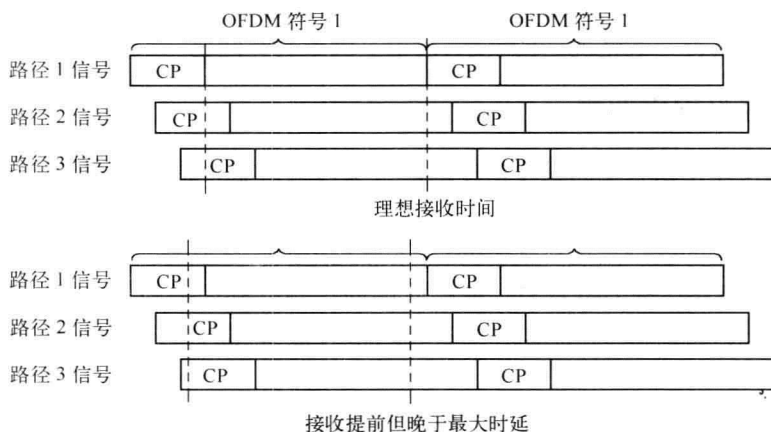 OFDM 符号 1 OFDM 符号 1
路径 1 信号 CP CP
路径 2 信号 CP CP
路径 3 信号 CP CP
理想接收时间
路径 1 信号 CP CP
路径 2 信号 CP CP
路径 3 信号 CP CP
接收提前但晚于最大时延